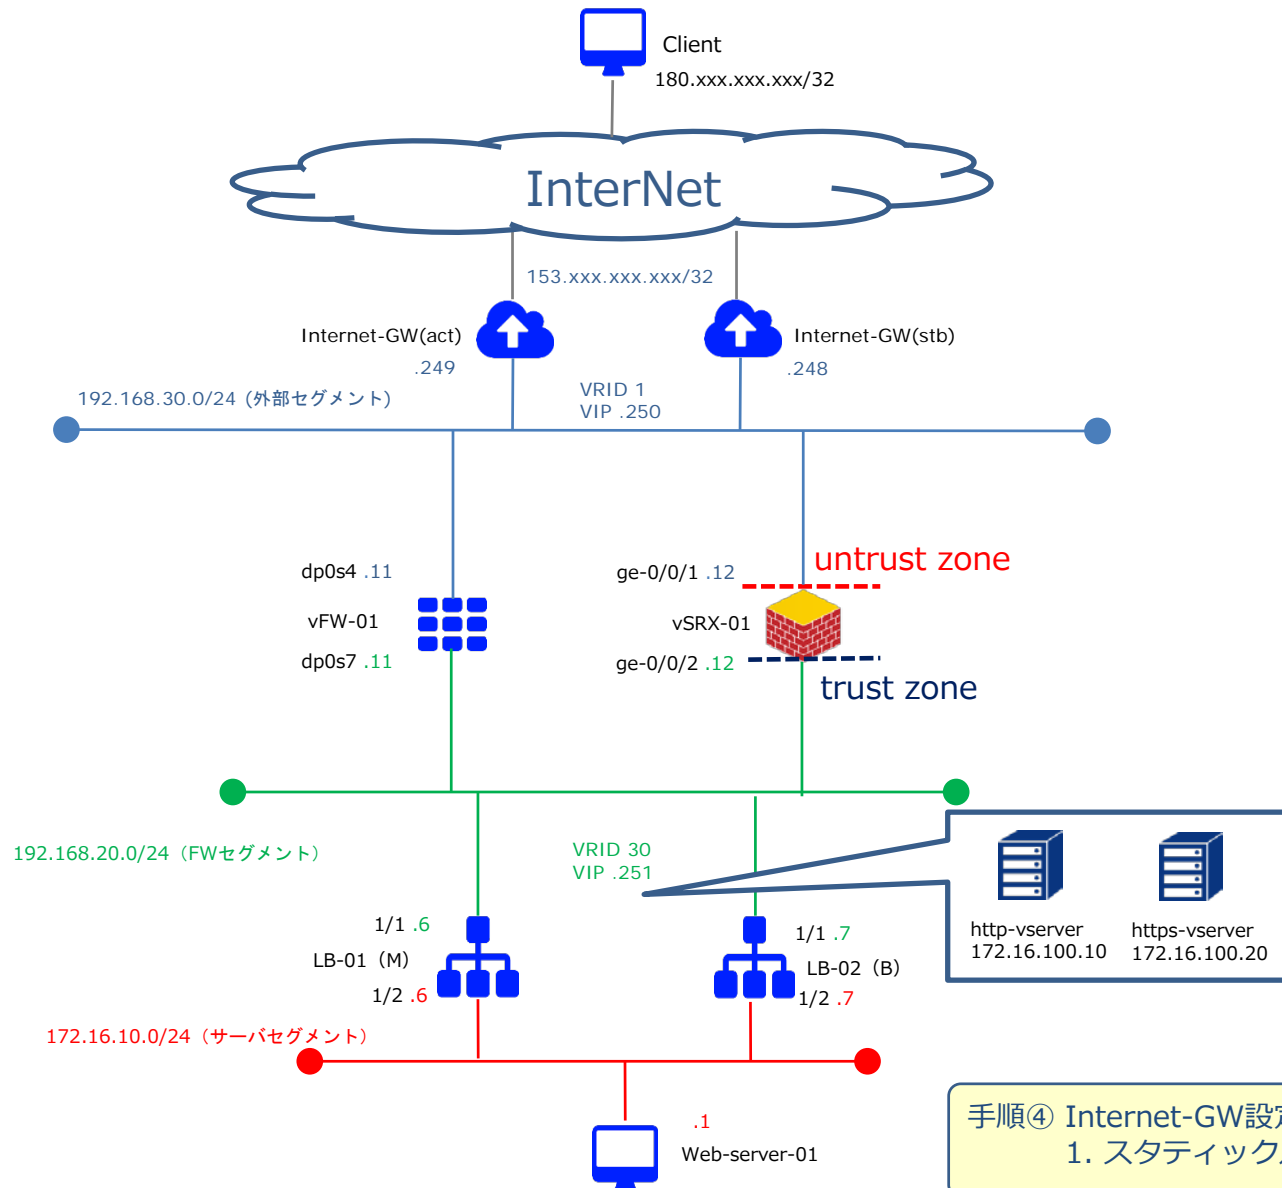 Client
180.xxx.xxx.xxx/32
InterNet
153.xxx.xxx.xxx/32
Internet-GW(act)
Internet-GW(stb)
.249
.248
192.168.30.0/24 (外部セグメント)
VRID 1
VIP .250
dp0s4 .11
vFW-01
dp0s7 .11
ge-0/0/1 .12
untrust zone
vSRX-01
ge-0/0/2 .12
trust zone
192.168.20.0/24（FWセグメント）
VRID 30
VIP .251
http-vserver
172.16.100.10
https-vserver
172.16.100.20
1/1 .6
LB-01（M）
1/2 .6
1/1 .7
LB-02（B）
1/2 .7
172.16.10.0/24（サーバセグメント）
.1
Web-server-01
手順④ Internet-GW設定
1. スタティック